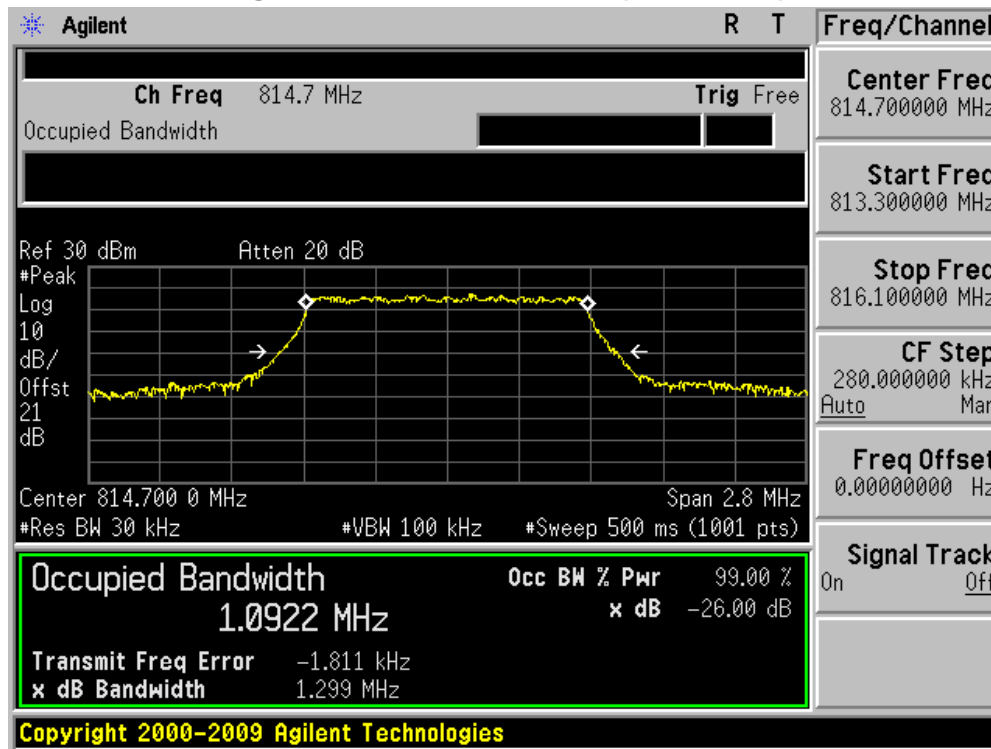 Agilent R T
Ch Freq 814.7 MHz Trig Free
Occupied Bandwidth
Ref 30 dBm Atten 20 dB
#Peak
Log
10
dB/
Offst
21
dB
Center 814.700 0 MHz Span 2.8 MHz
#Res BW 30 kHz #VBW 100 kHz #Sweep 500 ms (1001 pts)
Occupied Bandwidth Occ BW % Pwr 99.00 %
1.0922 MHz x dB -26.00 dB
Transmit Freq Error -1.811 kHz
x dB Bandwidth 1.299 MHz
Copyright 2000-2009 Agilent Technologies
Freq/Channel
Center Freq
814.700000 MHz
Start Freq
813.300000 MHz
Stop Freq
816.100000 MHz
CF Step
280.000000 kHz
Auto Man
Freq Offset
0.00000000 Hz
Signal Track
On Off